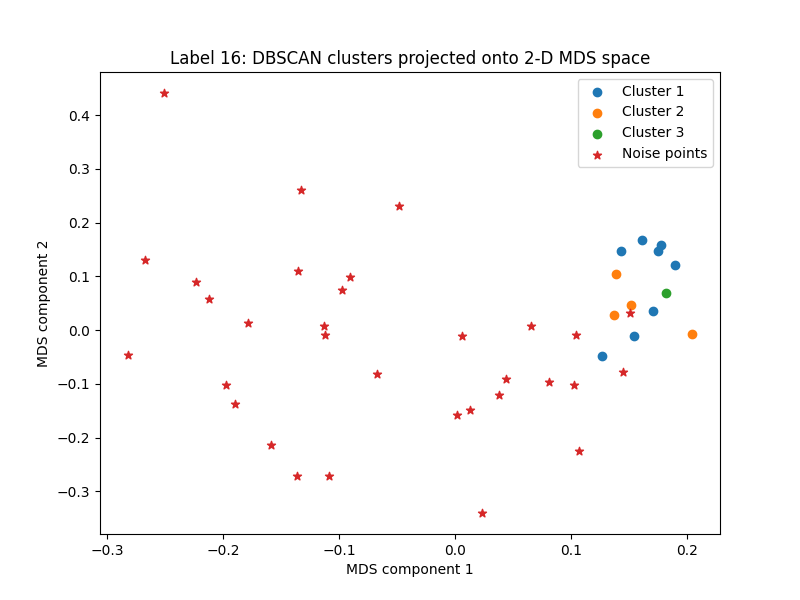 Label 16: DBSCAN clusters projected onto 2-D MDS space
Cluster 1
Cluster 2
Cluster 3
Noise points
MDS component 2
0.4
0.3
0.2
0.1
0.0
−0.1
−0.2
−0.3
−0.3 −0.2 −0.1 0.0 0.1 0.2
MDS component 1